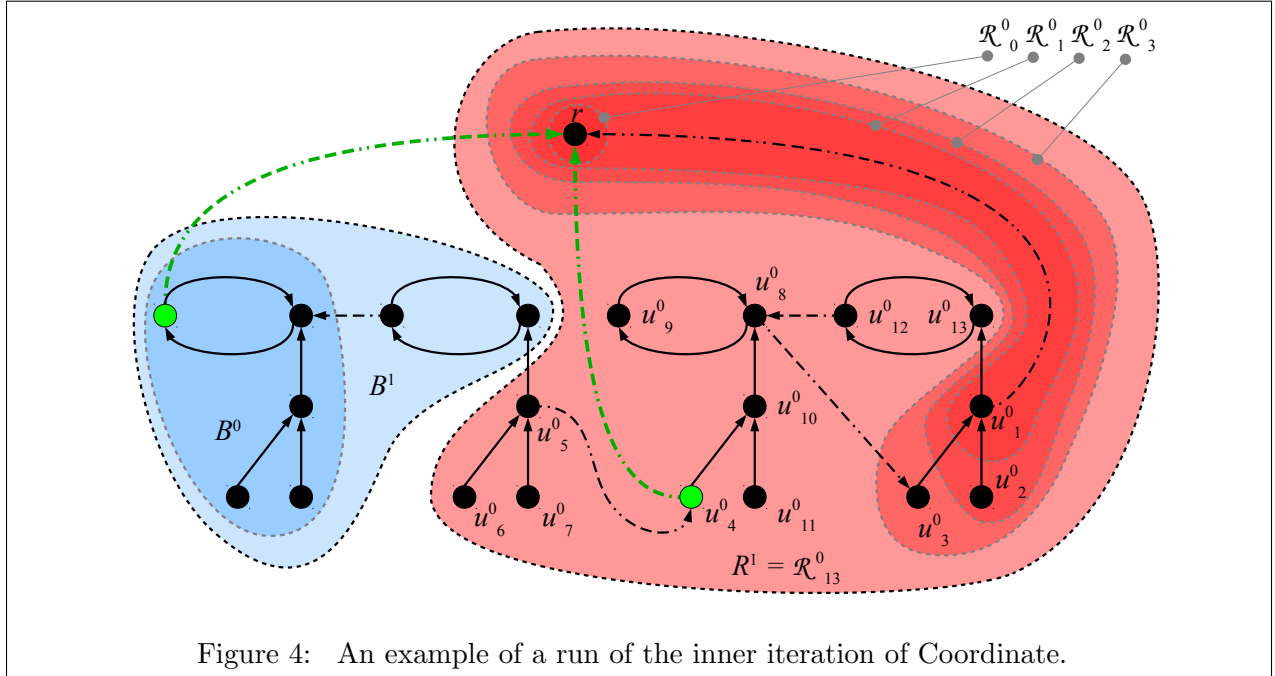 ℛ⁰₀ ℛ⁰₁ ℛ⁰₂ ℛ⁰₃
r
u⁰₈
u⁰₉
u⁰₁₂ u⁰₁₃
B¹
B⁰
u⁰₁₀
u⁰₁
u⁰₅
u⁰₂
u⁰₆ u⁰₇ u⁰₄ u⁰₁₁ u⁰₃
R¹ = ℛ⁰₁₃
Figure 4: An example of a run of the inner iteration of Coordinate.